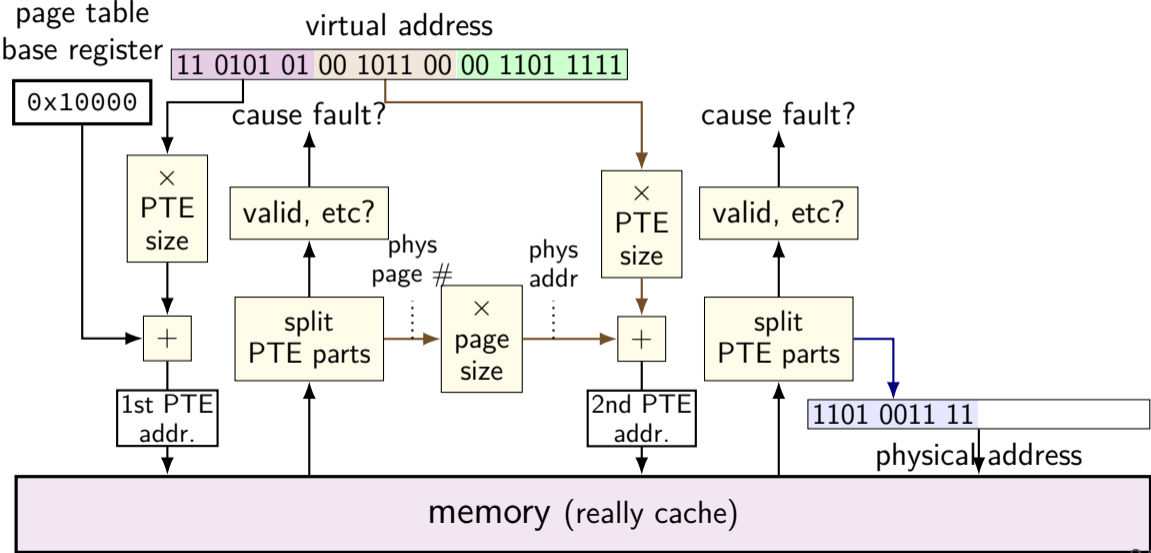 page table
base register
virtual address
11 0101 01 00 1011 00 00 1101 1111
0x10000
cause fault?
cause fault?
×
PTE
size
valid, etc?
×
PTE
size
valid, etc?
phys
page #
phys
addr
+
split
PTE parts
×
page
size
+
split
PTE parts
1st PTE
addr.
2nd PTE
addr.
1101 0011 11
physical address
memory (really cache)